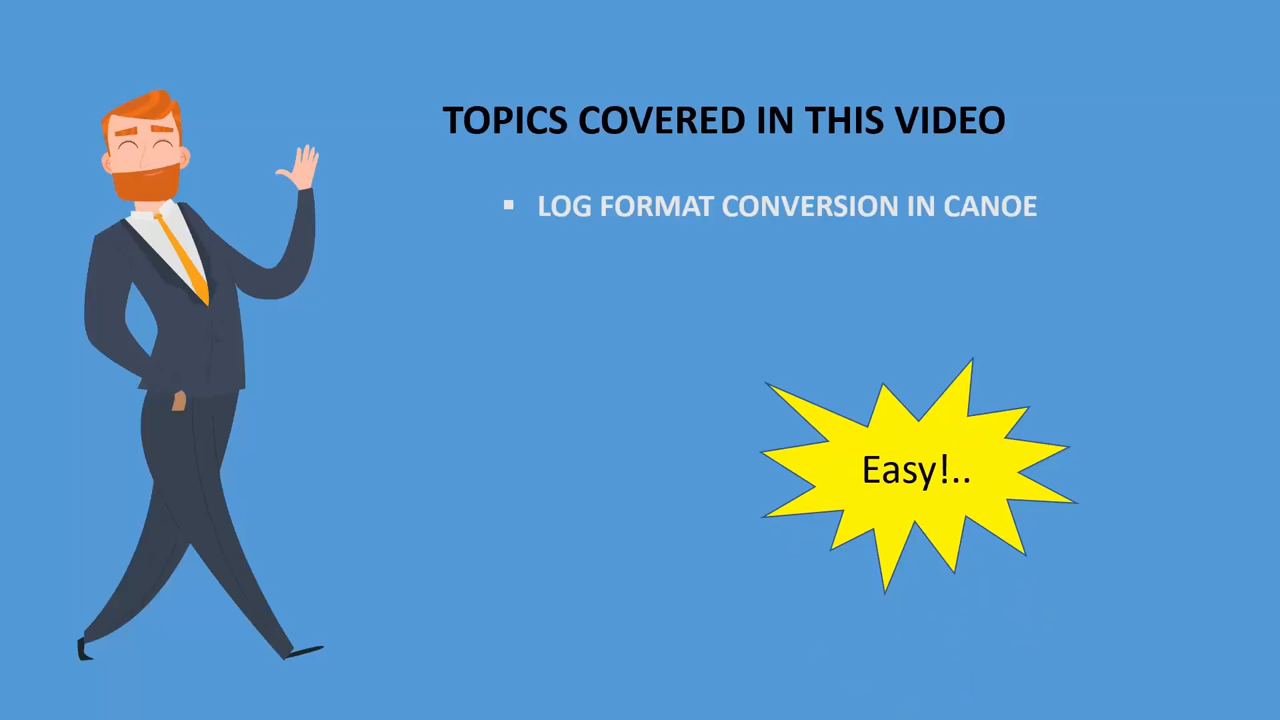 TOPICS COVERED IN THIS VIDEO
▪ LOG FORMAT CONVERSION IN CANOE
Easy!..